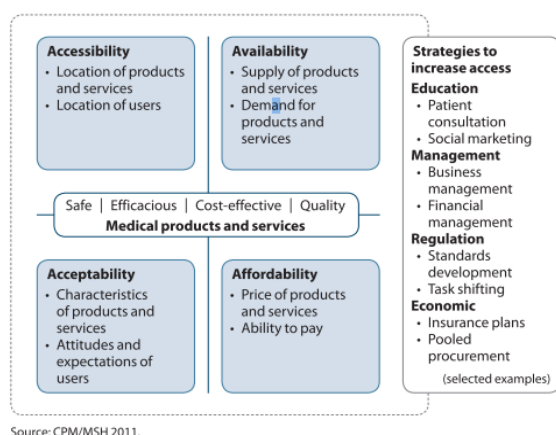 Accessibility
• Location of products
and services
• Location of users
Availability
• Supply of products
and services
• Demand for
products and
services
Safe | Efficacious | Cost-effective | Quality
Medical products and services
Acceptability
• Characteristics
of products and
services
• Attitudes and
expectations of
users
Affordability
• Price of products
and services
• Ability to pay
Strategies to
increase access
Education
• Patient
consultation
• Social marketing
Management
• Business
management
• Financial
management
Regulation
• Standards
development
• Task shifting
Economic
• Insurance plans
• Pooled
procurement
(selected examples)
Source: CPM/MSH 2011.